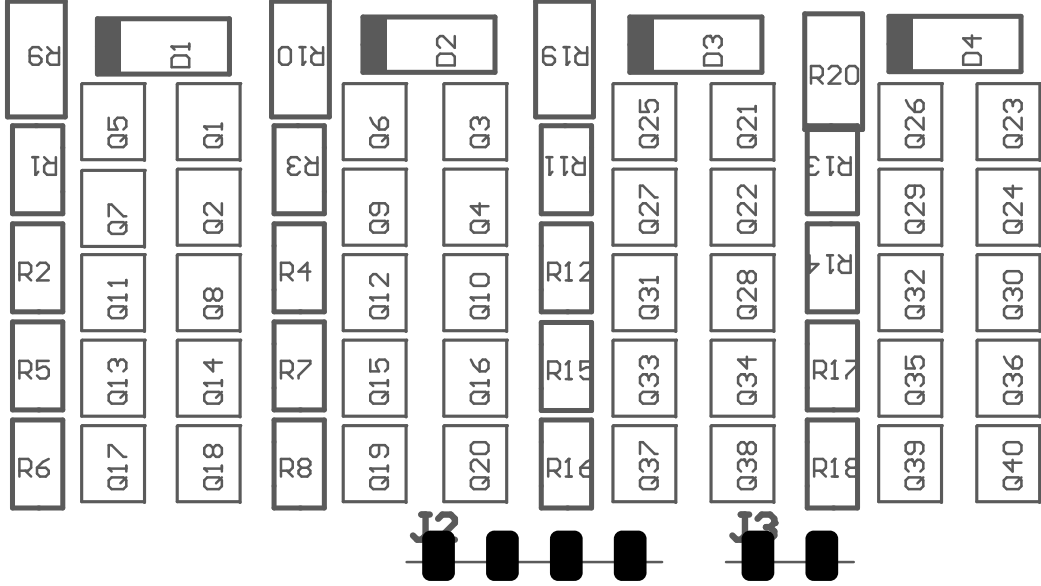 R9 D1 R10 D2 R19 D3 R20 D4
Q5 Q1 Q6 Q3 Q25 Q21 Q26 Q23
R1 R3 R11 R13
Q7 Q2 Q9 Q4 Q27 Q22 Q29 Q24
R2 R4 R12 R14
Q11 Q8 Q12 Q10 Q31 Q28 Q32 Q30
R5 Q13 Q14 R7 Q15 Q16 R15 Q33 Q34 R17 Q35 Q36
R6 Q17 Q18 R8 Q19 Q20 R16 Q37 Q38 R18 Q39 Q40
J2 J3